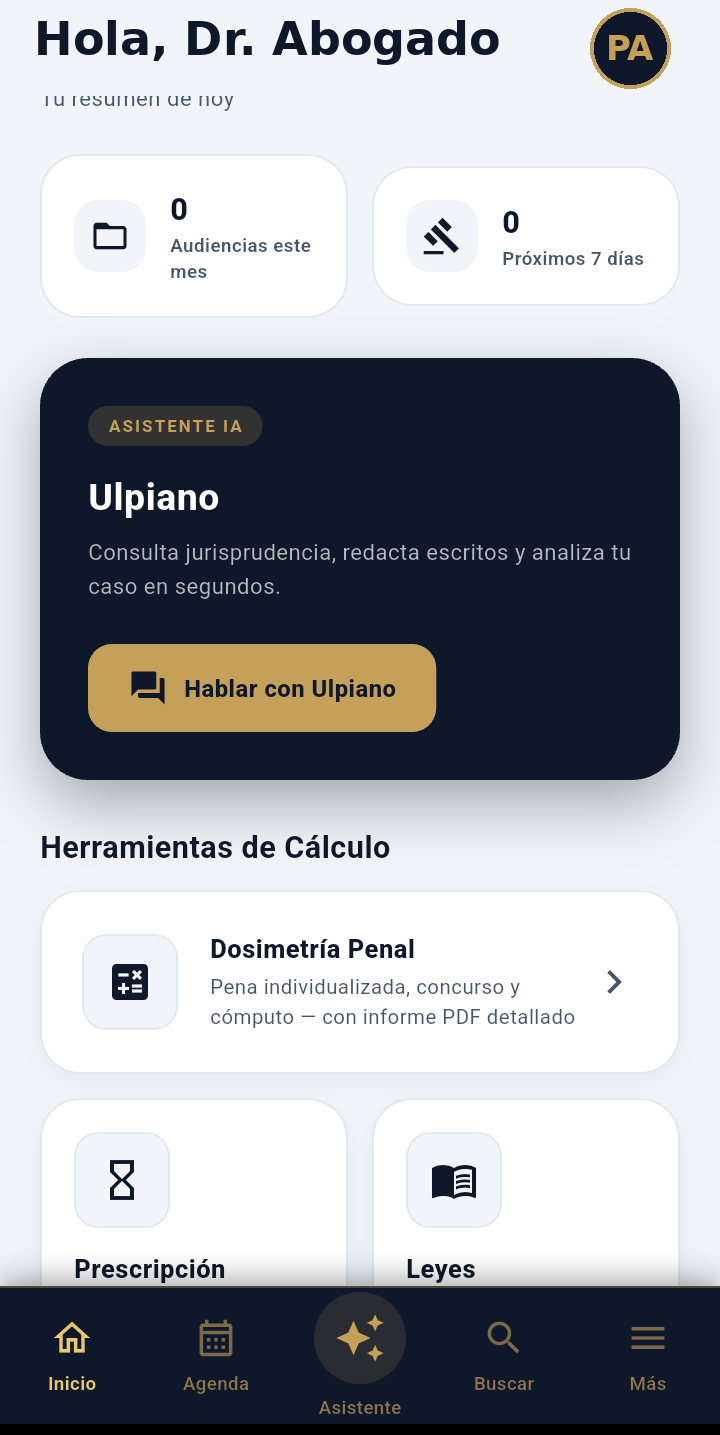 Hola, Dr. Abogado
PA
Tu resumen de hoy
0
Audiencias este
mes
0
Próximos 7 días
ASISTENTE IA
Ulpiano
Consulta jurisprudencia, redacta escritos y analiza tu
caso en segundos.
Hablar con Ulpiano
Herramientas de Cálculo
Dosimetría Penal
Pena individualizada, concurso y
cómputo — con informe PDF detallado
Prescripción
Leyes
Inicio
Agenda
Asistente
Buscar
Más